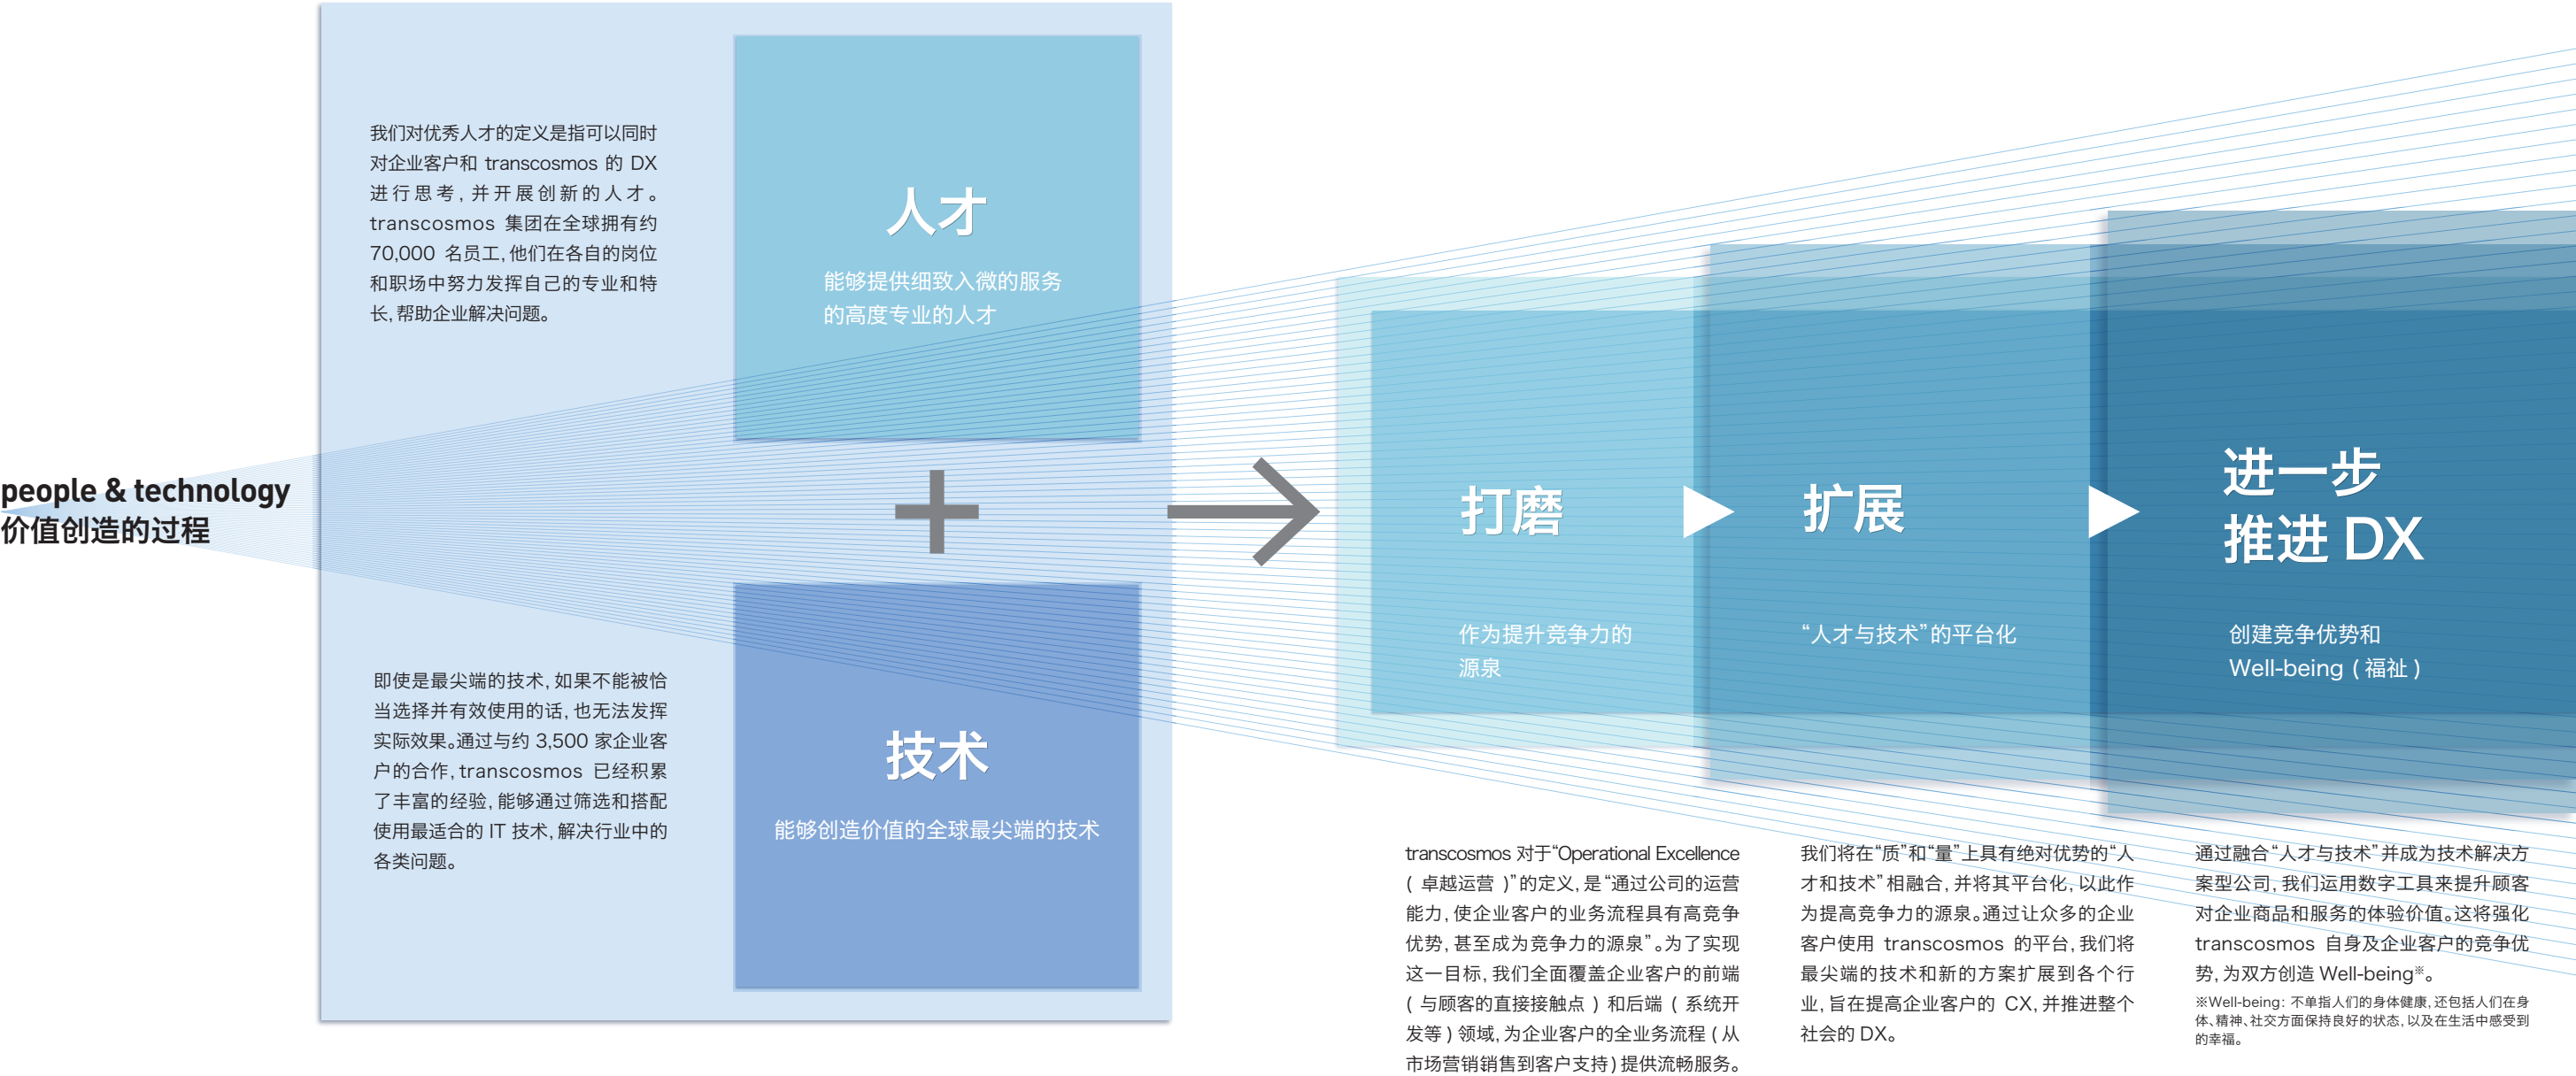 people & technology
价值创造的过程
我们对优秀人才的定义是指可以同时
对企业客户和 transcosmos 的 DX
进行思考,并开展创新的人才。
transcosmos 集团在全球拥有约
70,000 名员工,他们在各自的岗位
和职场中努力发挥自己的专业和特
长,帮助企业解决问题。
人才
能够提供细致入微的服务
的高度专业的人才
+
即使是最尖端的技术,如果不能被恰
当选择并有效使用的话,也无法发挥
实际效果。通过与约 3,500 家企业客
户的合作,transcosmos 已经积累
了丰富的经验,能够通过筛选和搭配
使用最适合的 IT 技术,解决行业中的
各类问题。
技术
能够创造价值的全球最尖端的技术
打磨
作为提升竞争力的
源泉
扩展
“人才与技术”的平台化
进一步
推进 DX
创建竞争优势和
Well-being ( 福祉 )
transcosmos 对于“Operational Excellence
( 卓越运营 )”的定义,是“通过公司的运营
能力,使企业客户的业务流程具有高竞争
优势,甚至成为竞争力的源泉”。为了实现
这一目标,我们全面覆盖企业客户的前端
( 与顾客的直接接触点 ) 和后端 ( 系统开
发等 ) 领域,为企业客户的全业务流程 ( 从
市场营销銷售到客户支持 ) 提供流畅服务。
我们将在“质”和“量”上具有绝对优势的“人
才和技术”相融合,并将其平台化,以此作
为提高竞争力的源泉。通过让众多的企业
客户使用 transcosmos 的平台,我们将
最尖端的技术和新的方案扩展到各个行
业,旨在提高企业客户的 CX,并推进整个
社会的 DX。
通过融合“人才与技术”并成为技术解决方
案型公司,我们运用数字工具来提升顾客
对企业商品和服务的体验价值。这将强化
transcosmos 自身及企业客户的竞争优
势,为双方创造 Well-being※。
※Well-being: 不单指人们的身体健康,还包括人们在身
体、精神、社交方面保持良好的状态,以及在生活中感受到
的幸福。